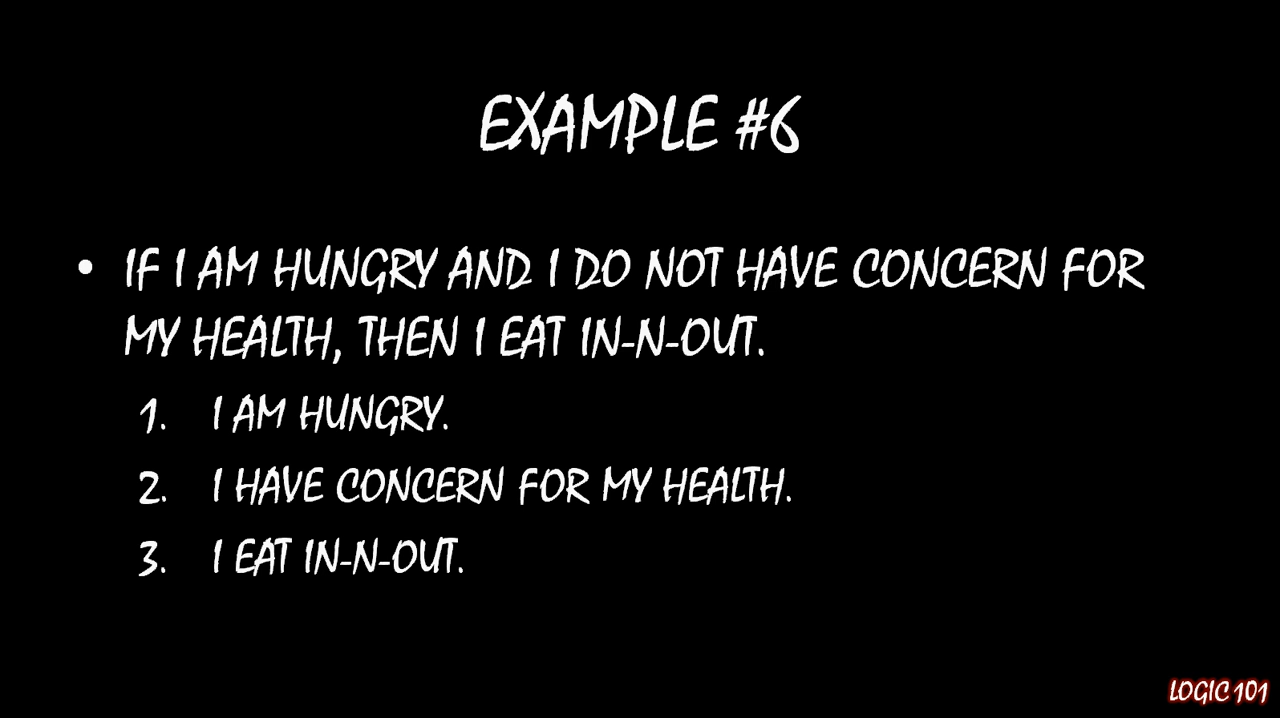 EXAMPLE #6
• IF I AM HUNGRY AND I DO NOT HAVE CONCERN FOR
MY HEALTH, THEN I EAT IN-N-OUT.
1. I AM HUNGRY.
2. I HAVE CONCERN FOR MY HEALTH.
3. I EAT IN-N-OUT.
LOGIC 101